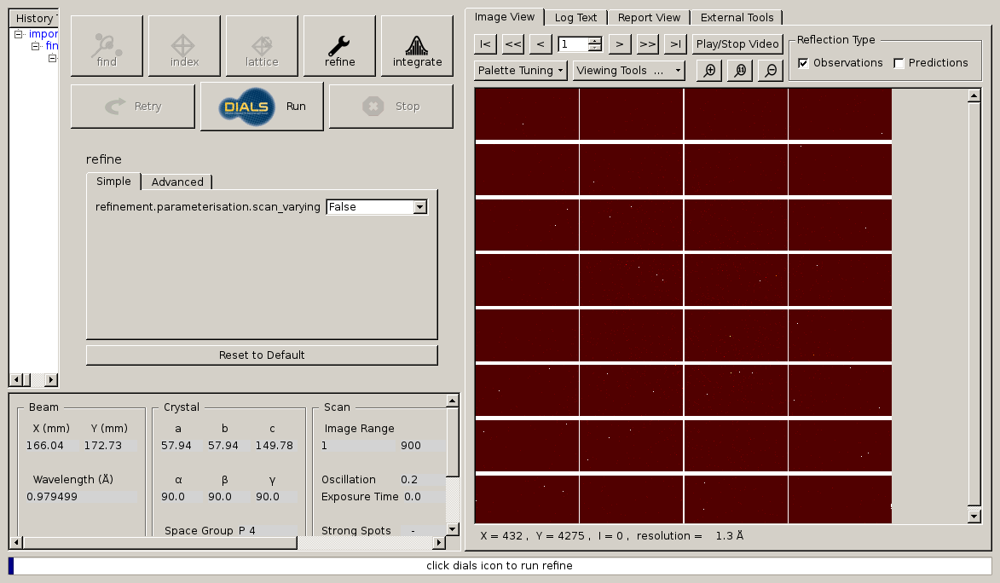 History
impor
fin
find
index
lattice
refine
integrate
Retry
DIALS
Run
Stop
refine
Simple
Advanced
refinement.parameterisation.scan_varying
False
Reset to Default
Beam
X (mm) Y (mm)
166.04 172.73
Wavelength (Å)
0.979499
Crystal
a b c
57.94 57.94 149.78
α β γ
90.0 90.0 90.0
Space Group P 4
Scan
Image Range
1 900
Oscillation 0.2
Exposure Time 0.0
Strong Spots -
Image View
Log Text
Report View
External Tools
I< << < 1 > >> >I Play/Stop Video
Palette Tuning
Viewing Tools ...
Reflection Type
Observations
Predictions
X = 432 , Y = 4275 , I = 0 , resolution = 1.3 Å
click dials icon to run refine